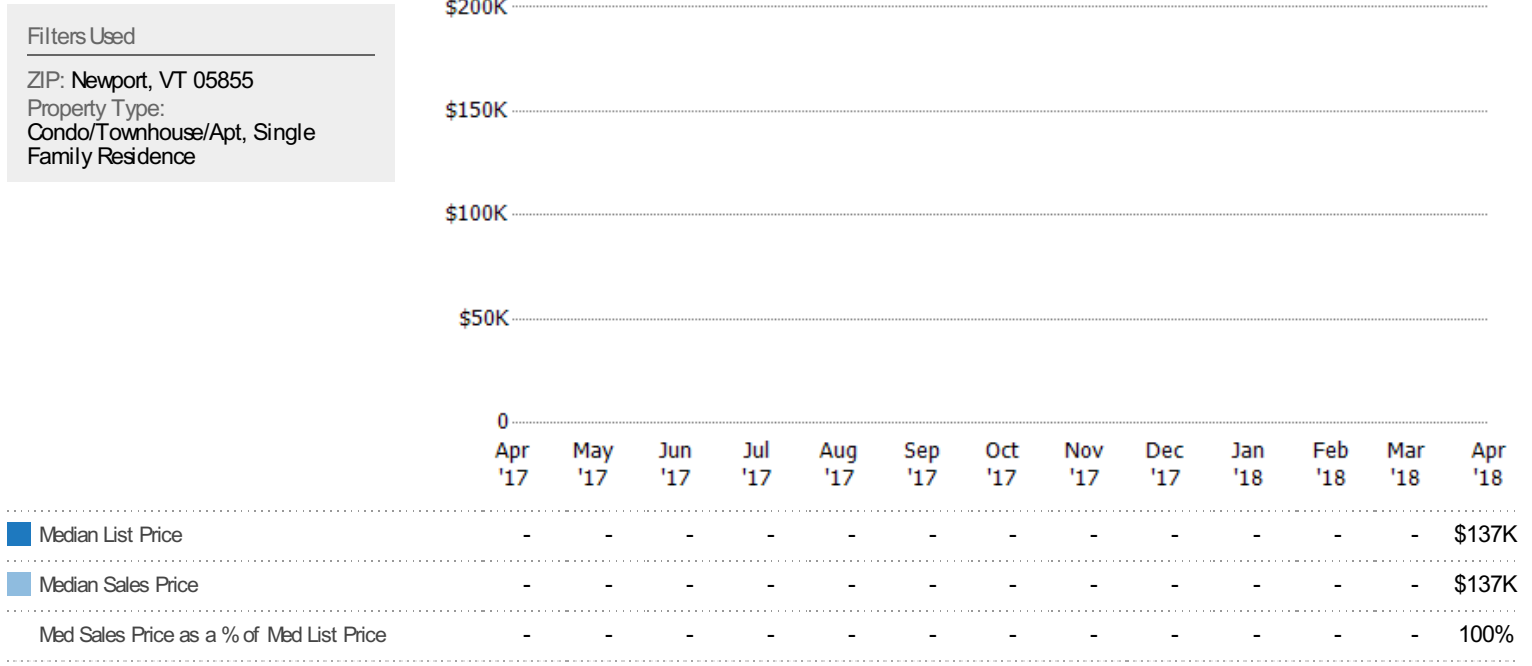 Filters Used
ZIP: Newport, VT 05855
Property Type:
Condo/Townhouse/Apt, Single
Family Residence
$200K
$150K
$100K
$50K
0
Apr May Jun Jul Aug Sep Oct Nov Dec Jan Feb Mar Apr
'17 '17 '17 '17 '17 '17 '17 '17 '17 '18 '18 '18 '18
Median List Price - - - - - - - - - - - - $137K
Median Sales Price - - - - - - - - - - - - $137K
Med Sales Price as a % of Med List Price - - - - - - - - - - - - 100%